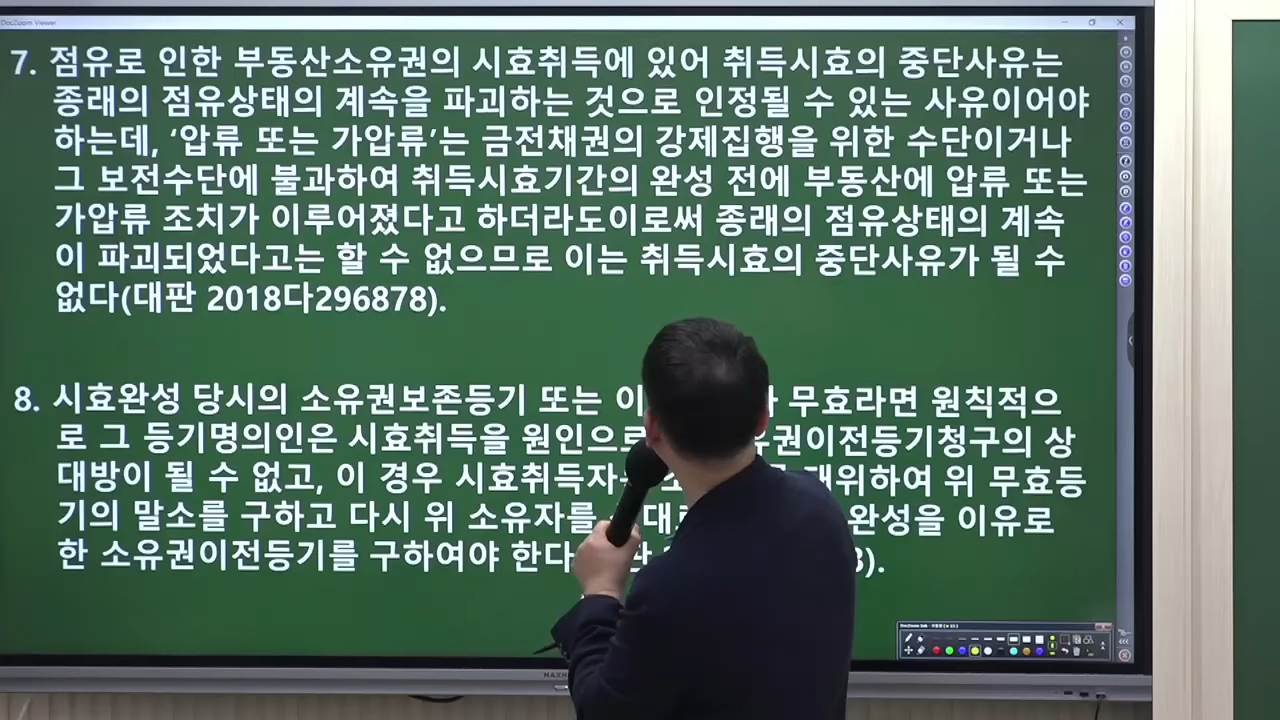 DocZoom Viewer
7. 점유로 인한 부동산소유권의 시효취득에 있어 취득시효의 중단사유는
종래의 점유상태의 계속을 파괴하는 것으로 인정될 수 있는 사유이어야
하는데, ‘압류 또는 가압류’는 금전채권의 강제집행을 위한 수단이거나
그 보전수단에 불과하여 취득시효기간의 완성 전에 부동산에 압류 또는
가압류 조치가 이루어졌다고 하더라도이로써 종래의 점유상태의 계속
이 파괴되었다고는 할 수 없으므로 이는 취득시효의 중단사유가 될 수
없다(대판 2018다296878).
8. 시효완성 당시의 소유권보존등기 또는 무효라면 원칙적으
로 그 등기명의인은 시효취득을 원인으로 상
대방이 될 수 없고, 이 경우 시효취득자 위 무효등
기의 말소를 구하고 다시 위 소유자를 완성을 이유로
한 소유권이전등기를 구하여야 한다 ).